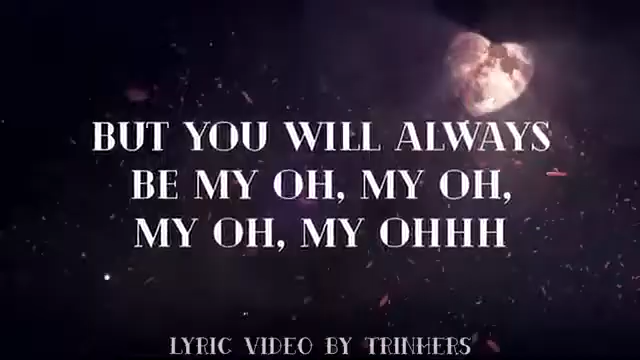 BUT YOU WILL ALWAYS
BE MY OH, MY OH,
MY OH, MY OHHH
LYRIC VIDEO BY TRINHERS